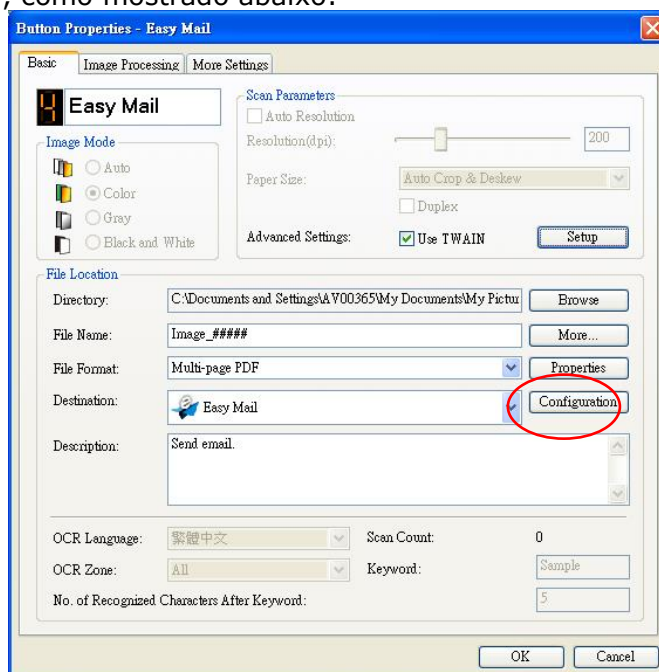 , como mostrado abaixo:
Button Properties - Easy Mail
Basic Image Processing More Settings
4 Easy Mail
Image Mode
Auto
Color
Gray
Black and White
Scan Parameters
Auto Resolution
Resolution(dpi): 200
Paper Size: Auto Crop & Deskew
Duplex
Advanced Settings: Use TWAIN Setup
File Location
Directory: C:\Documents and Settings\AV00365\My Documents\My Pictur Browse
File Name: Image_##### More...
File Format: Multi-page PDF Properties
Destination: Easy Mail Configuration
Description: Send email.
OCR Language: 繁體中文 Scan Count: 0
OCR Zone: All Keyword: Sample
No. of Recognized Characters After Keyword: 5
OK Cancel